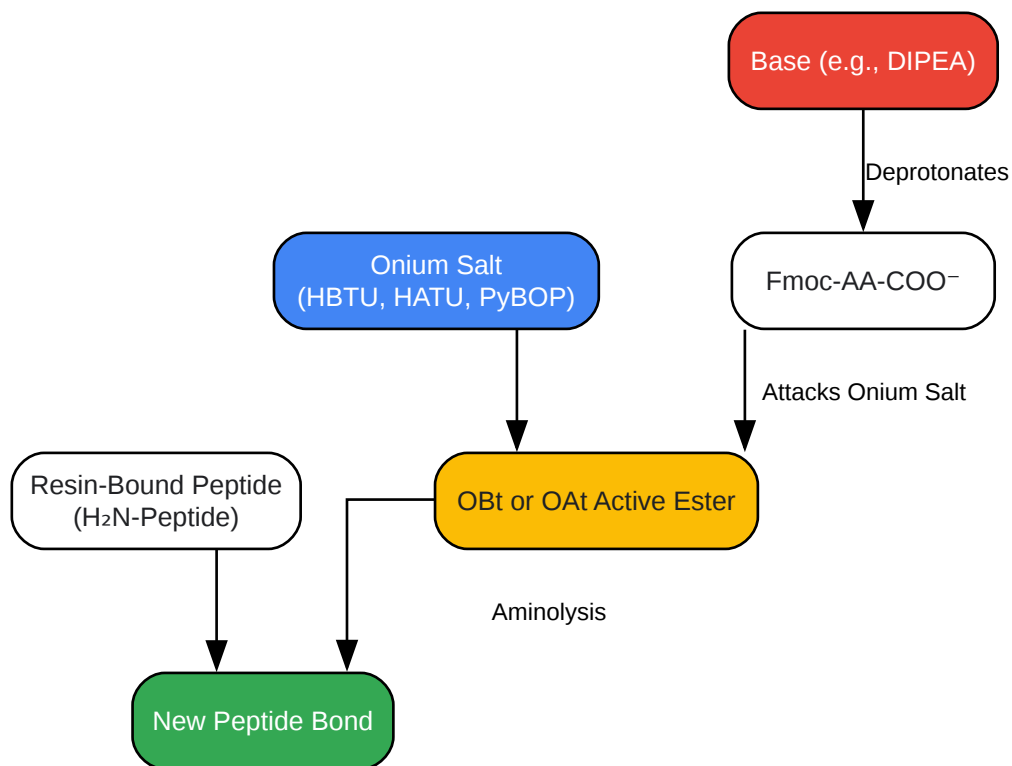 Base (e.g., DIPEA)
Deprotonates
Onium Salt
(HBTU, HATU, PyBOP)
Fmoc-AA-COO⁻
Attacks Onium Salt
Resin-Bound Peptide
(H₂N-Peptide)
OBt or OAt Active Ester
Aminolysis
New Peptide Bond